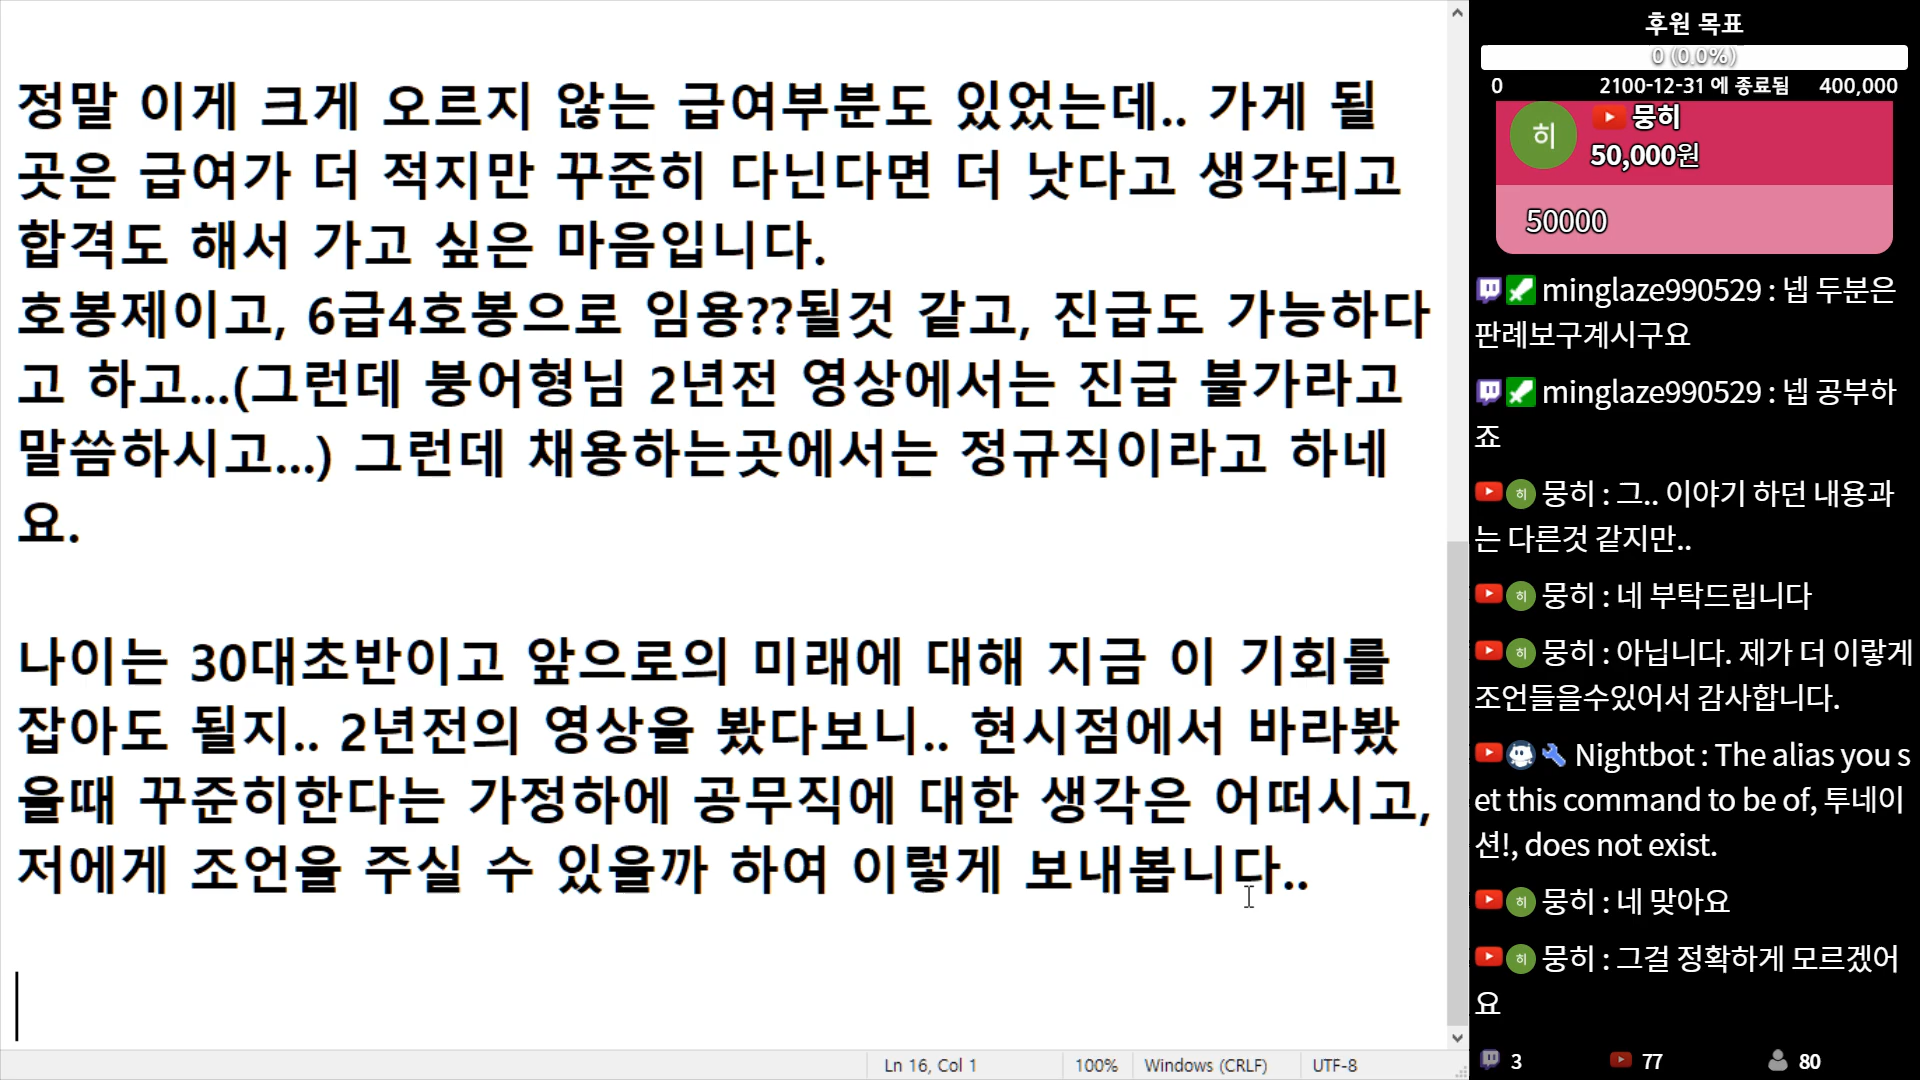 정말 이게 크게 오르지 않는 급여부분도 있었는데.. 가게 될
곳은 급여가 더 적지만 꾸준히 다닌다면 더 낫다고 생각되고
합격도 해서 가고 싶은 마음입니다.
호봉제이고, 6급4호봉으로 임용??될것 같고, 진급도 가능하다
고 하고...(그런데 붕어형님 2년전 영상에서는 진급 불가라고
말씀하시고...) 그런데 채용하는곳에서는 정규직이라고 하네
요.
나이는 30대초반이고 앞으로의 미래에 대해 지금 이 기회를
잡아도 될지.. 2년전의 영상을 봤다보니.. 현시점에서 바라봤
을때 꾸준히한다는 가정하에 공무직에 대한 생각은 어떠시고,
저에게 조언을 주실 수 있을까 하여 이렇게 보내봅니다..
Ln 16, Col 1
100%
Windows (CRLF)
UTF-8
후원 목표
0 (0.0%)
0 2100-12-31 에 종료됨 400,000
히 뭉히
50,000원
50000
minglaze990529 : 넵 두분은
판례보구계시구요
minglaze990529 : 넵 공부하
죠
히 뭉히 : 그.. 이야기 하던 내용과
는 다른것 같지만..
히 뭉히 : 네 부탁드립니다
히 뭉히 : 아닙니다. 제가 더 이랗게
조언들을수있어서 감사합니다.
Nightbot : The alias you s
et this command to be of, 투네이
션!, does not exist.
히 뭉히 : 네 맞아요
히 뭉히 : 그걸 정확하게 모르겠어
요
3 77 80